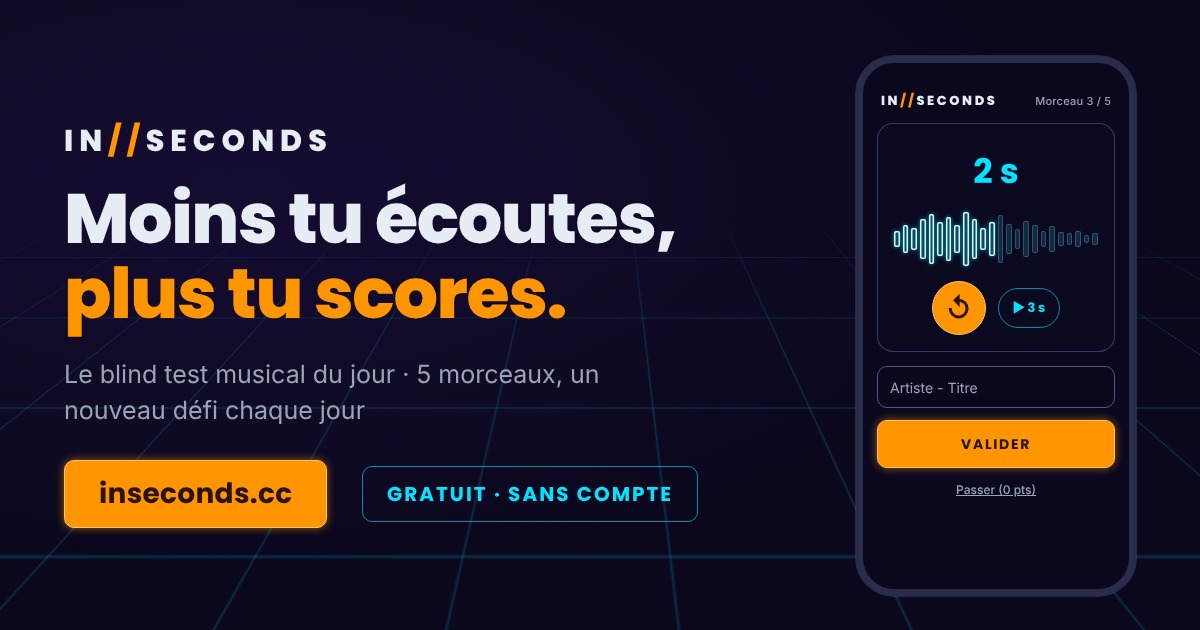 IN//SECONDS
Moins tu écoutes,
plus tu scores.
Le blind test musical du jour · 5 morceaux, un
nouveau défi chaque jour
inseconds.cc
GRATUIT · SANS COMPTE
IN//SECONDS
Morceau 3 / 5
2 s
3 s
Artiste - Titre
VALIDER
Passer (0 pts)